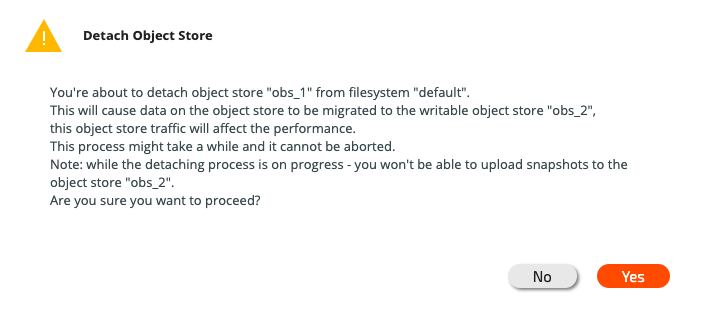 Detach Object Store
You're about to detach object store "obs_1" from filesystem "default".
This will cause data on the object store to be migrated to the writable object store "obs_2",
this object store traffic will affect the performance.
This process might take a while and it cannot be aborted.
Note: while the detaching process is on progress - you won't be able to upload snapshots to the
object store "obs_2".
Are you sure you want to proceed?
No
Yes